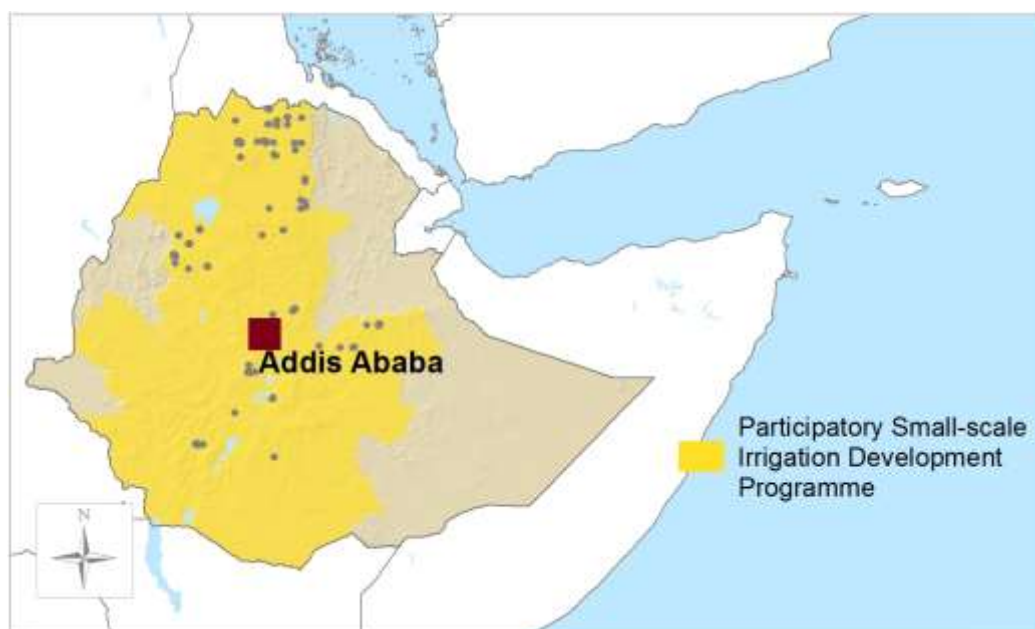 N
Addis Ababa
Participatory Small-scale
Irrigation Development
Programme